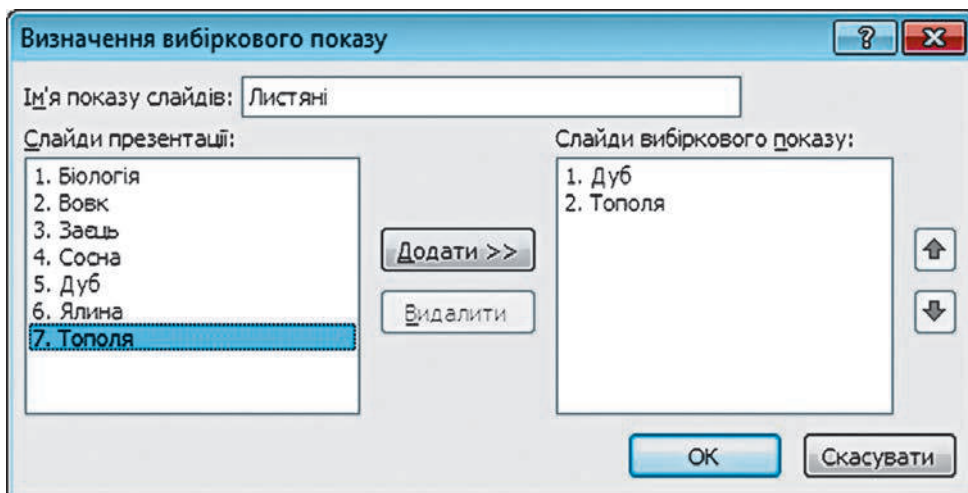 Визначення вибіркового показу
Ім'я показу слайдів: Листяні
Слайди презентації:
1. Біологія
2. Вовк
3. Заєць
4. Сосна
5. Дуб
6. Ялина
7. Тополя
Додати >>
Видалити
Слайди вибіркового показу:
1. Дуб
2. Тополя
ОК
Скасувати